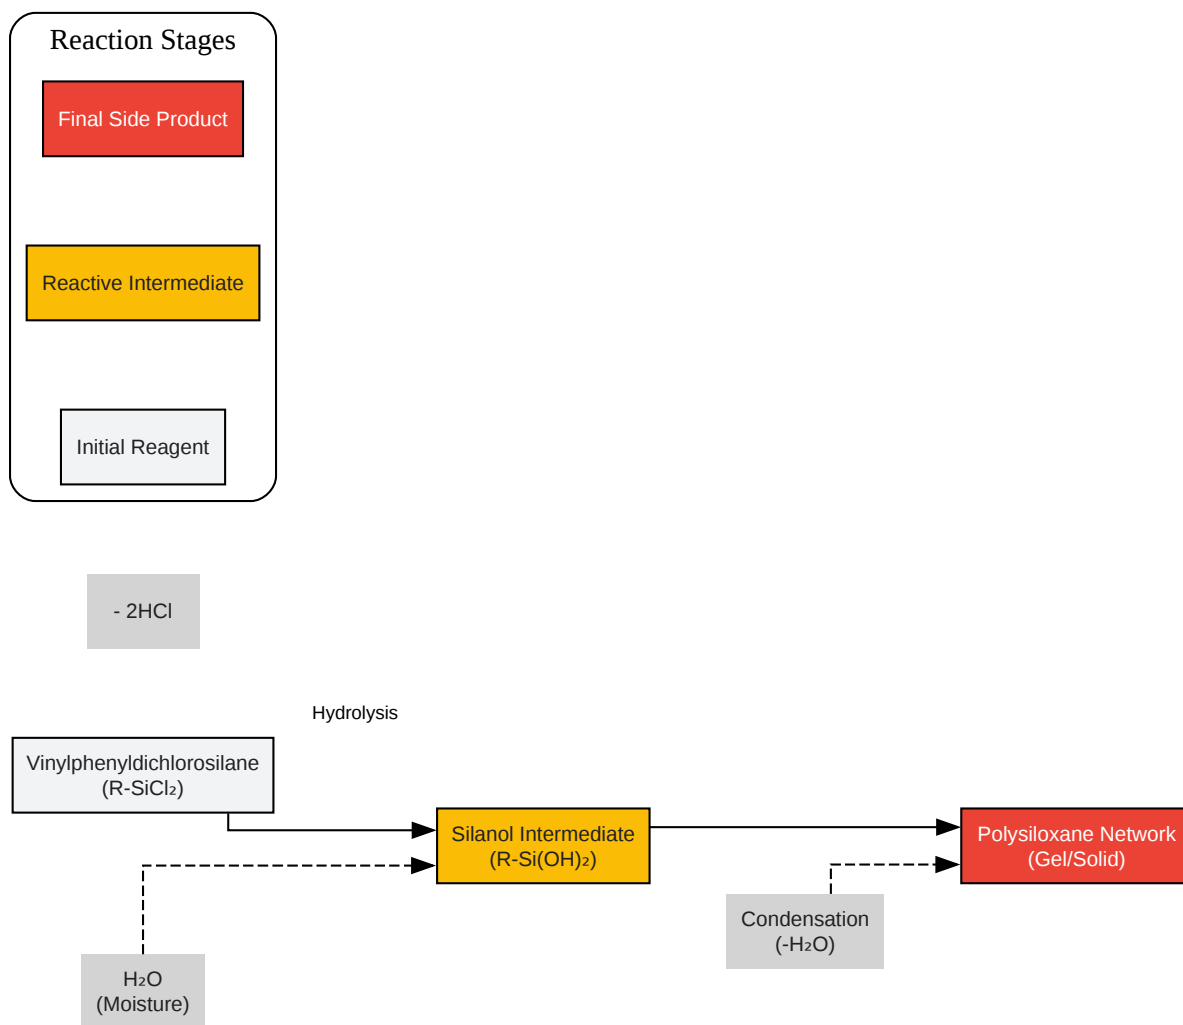 Reaction Stages
Final Side Product
Reactive Intermediate
Initial Reagent
- 2HCl
Hydrolysis
Vinylphenyldichlorosilane
(R-SiCl₂)
Silanol Intermediate
(R-Si(OH)₂)
Polysiloxane Network
(Gel/Solid)
Condensation
(-H₂O)
H₂O
(Moisture)